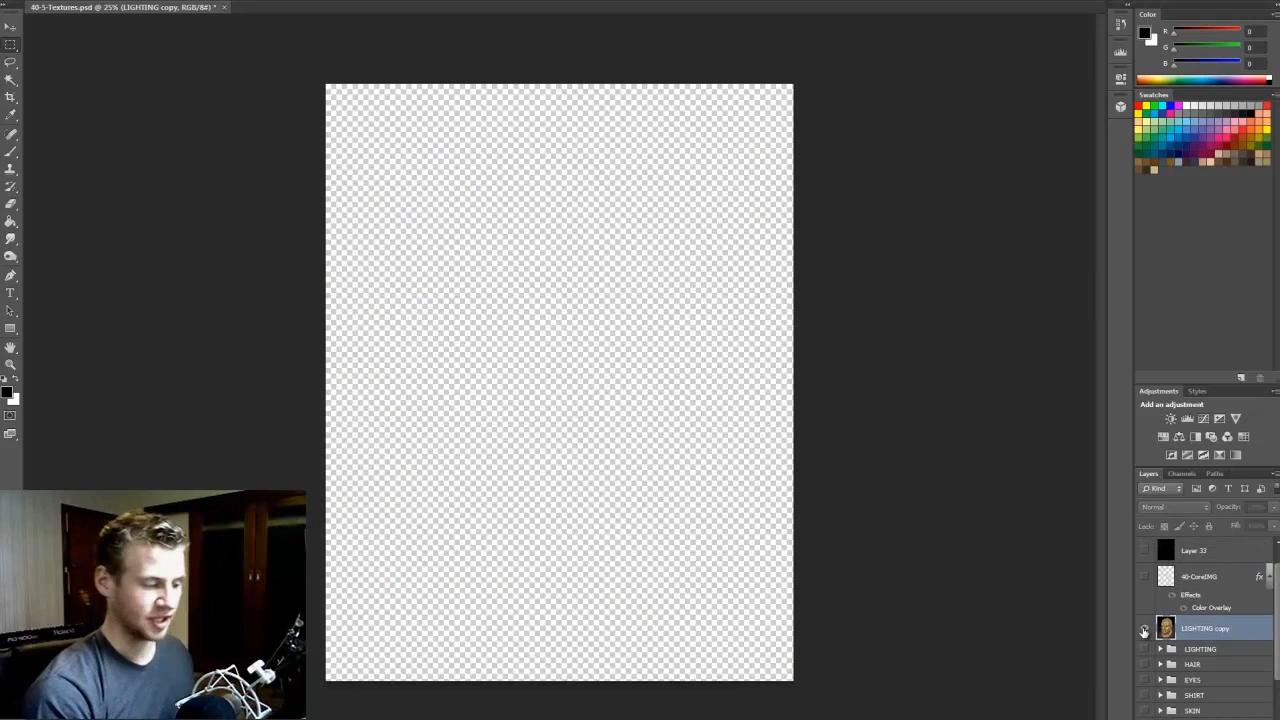 40-5-Textures.psd @ 25% (LIGHTING copy, RGB/8#) * ×
Color
R 0
G 0
B 0
Swatches
Adjustments Styles
Add an adjustment
Layers Channels Paths
Kind
Normal Opacity:
Lock: Fill:
Layer 33
40-CoreIMG fx
Effects
Color Overlay
LIGHTING copy
LIGHTING
HAIR
EYES
SHIRT
SKIN